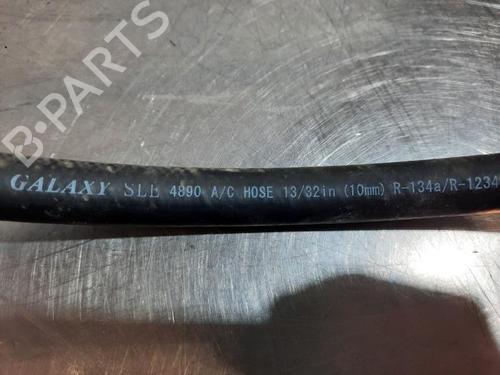 B-PARTS
GALAXY SLE 4890 A/C HOSE 13/32in (10mm) R-134a/R-1234